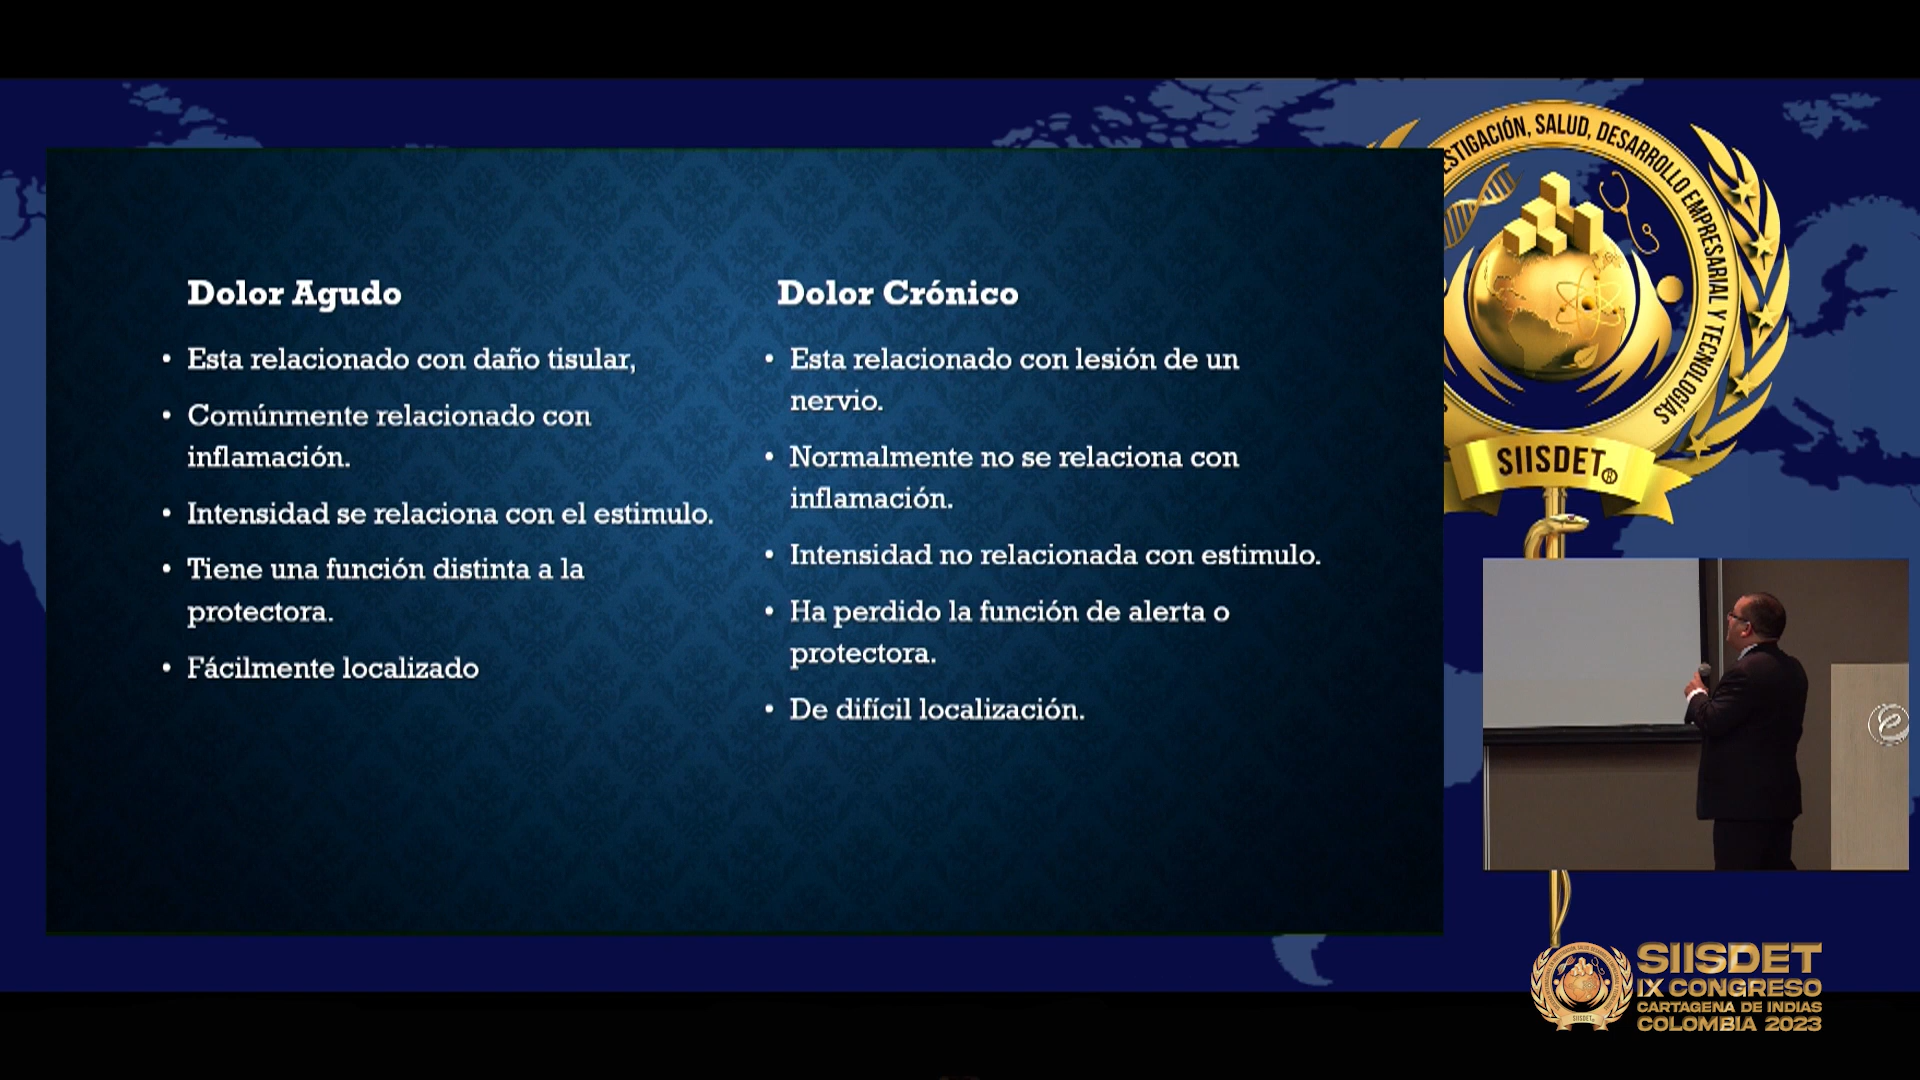 Dolor Agudo
• Esta relacionado con daño tisular,
• Comúnmente relacionado con
inflamación.
• Intensidad se relaciona con el estimulo.
• Tiene una función distinta a la
protectora.
• Fácilmente localizado
Dolor Crónico
• Esta relacionado con lesión de un
nervio.
• Normalmente no se relaciona con
inflamación.
• Intensidad no relacionada con estimulo.
• Ha perdido la función de alerta o
protectora.
• De difícil localización.
SALUD, DESARROLLO EMPRESARIAL Y TECNOLOGÍAS
SIISDET®
SIISDET
IX CONGRESO
CARTAGENA DE INDIAS
COLOMBIA 2023